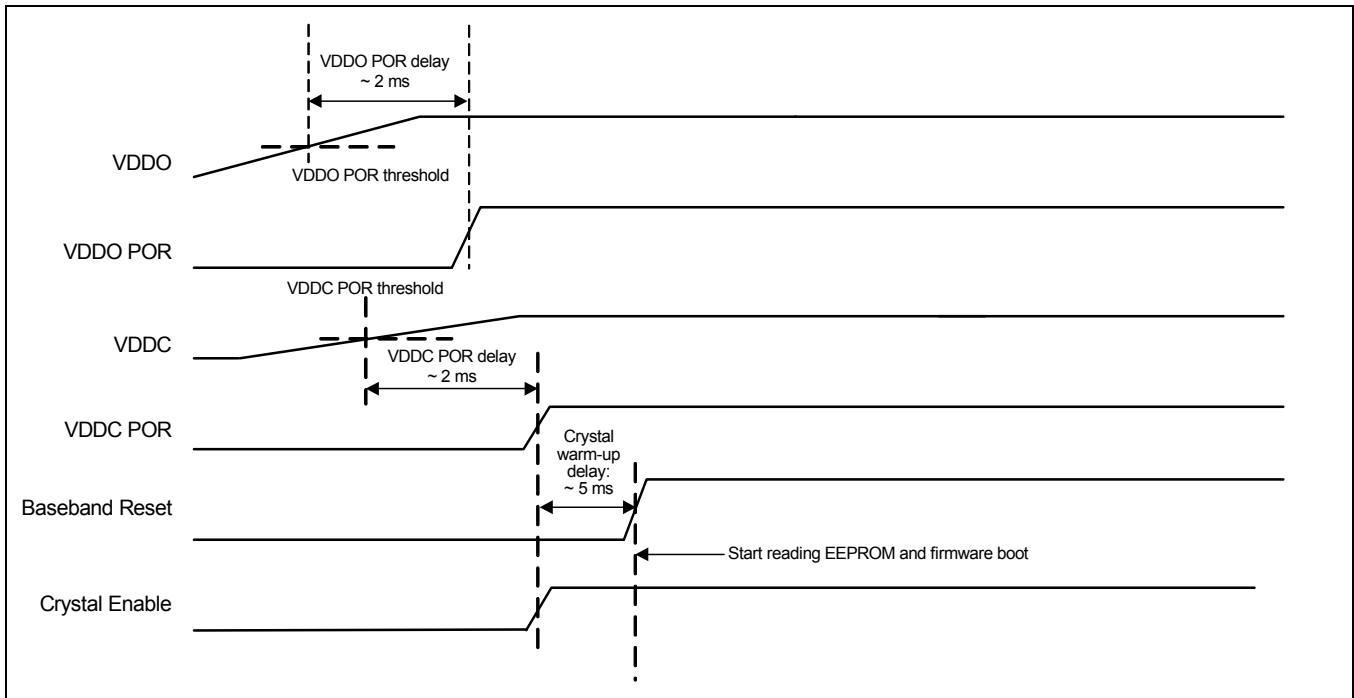 VDDO POR delay
~ 2 ms
VDDO
VDDO POR threshold
VDDO POR
VDDC POR threshold
VDDC
VDDC POR delay
~ 2 ms
VDDC POR
Crystal
warm-up
delay:
~ 5 ms
Baseband Reset
Start reading EEPROM and firmware boot
Crystal Enable